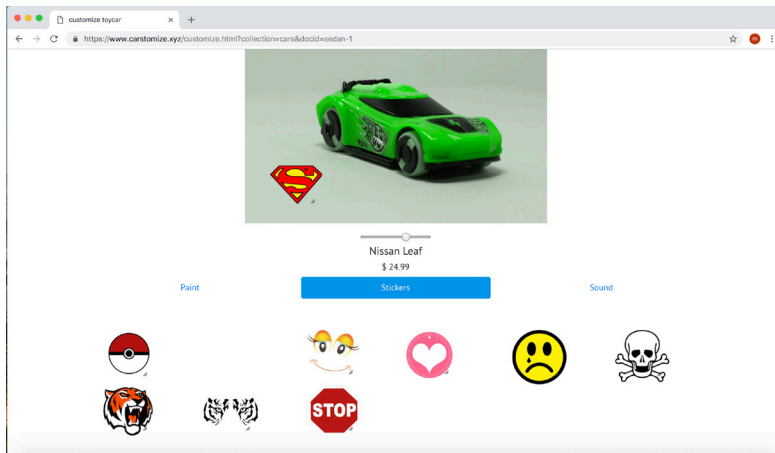 customize toycar
https://www.carstomize.xyz/customize.html?collection=cars&docid=sedan-1
Nissan Leaf
$ 24.99
Paint
Stickers
Sound
STOP